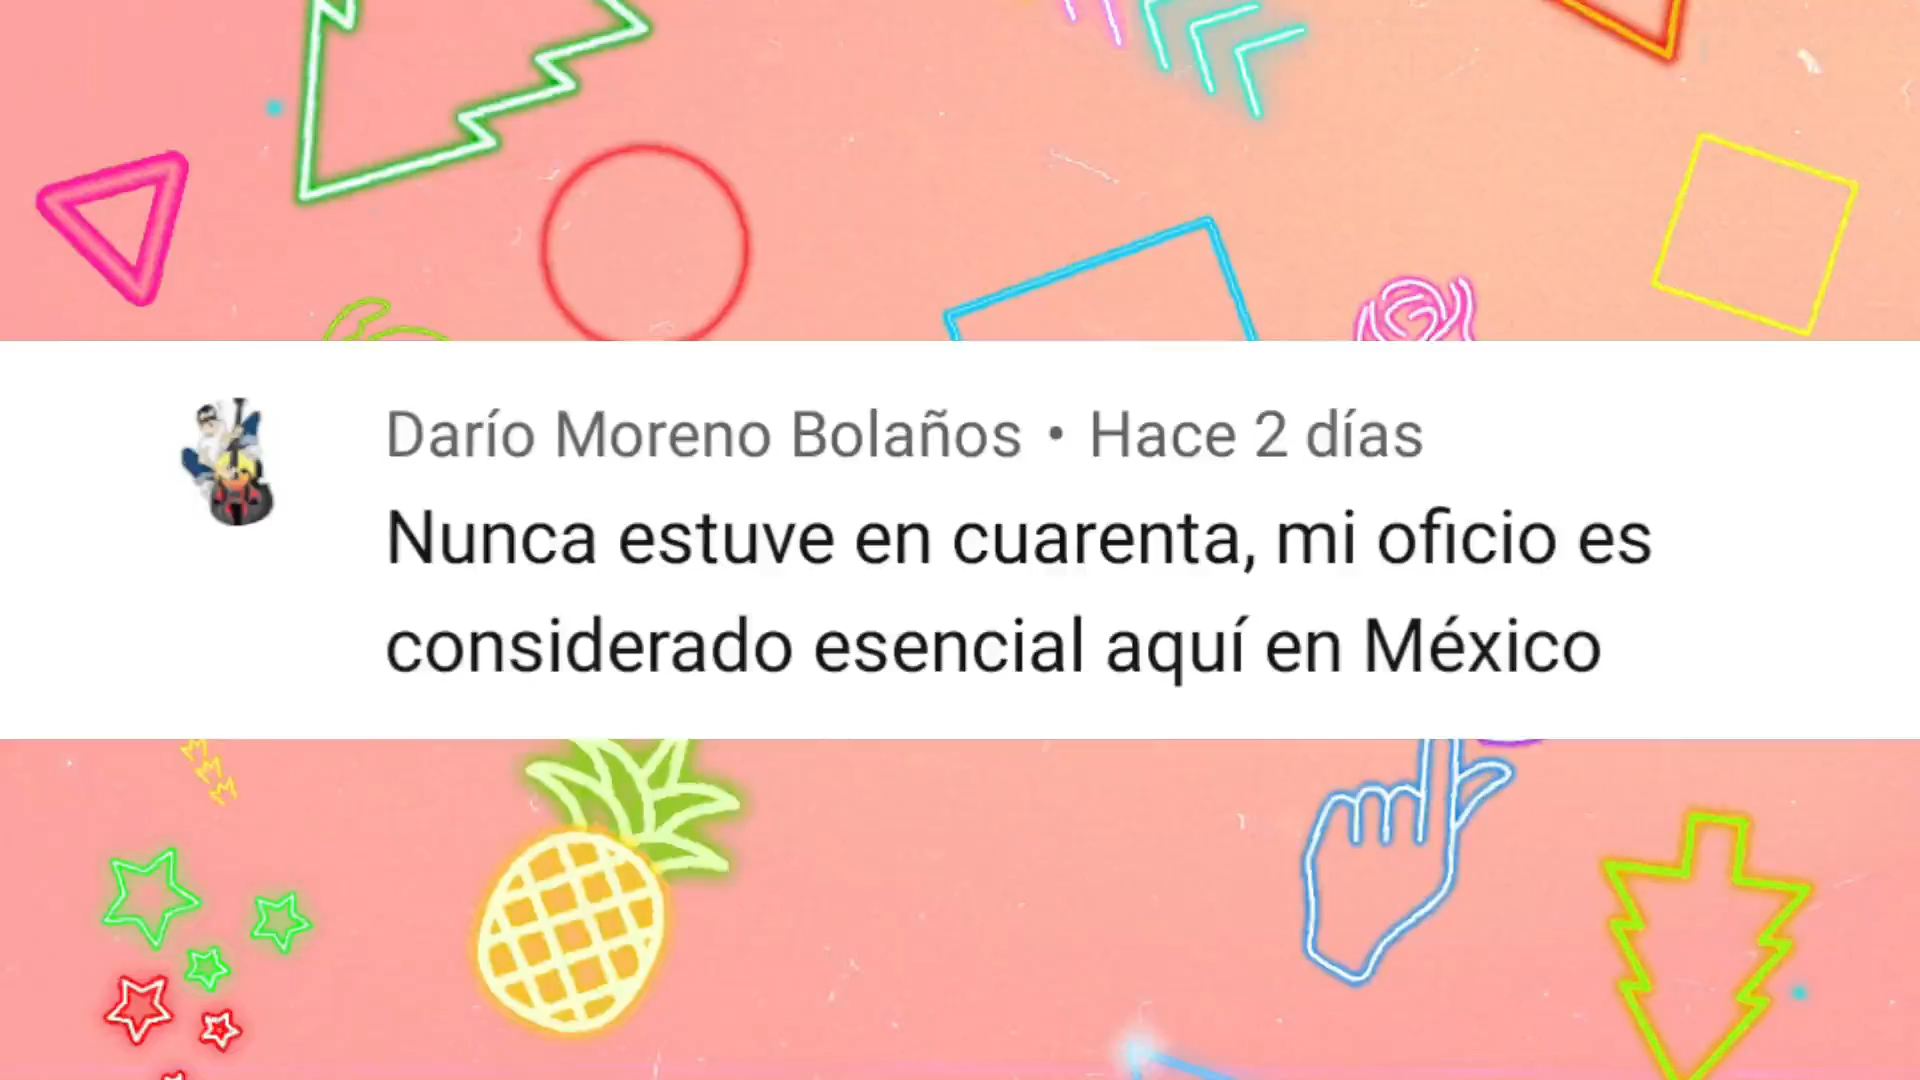 Darío Moreno Bolaños • Hace 2 días
Nunca estuve en cuarenta, mi oficio es
considerado esencial aquí en México